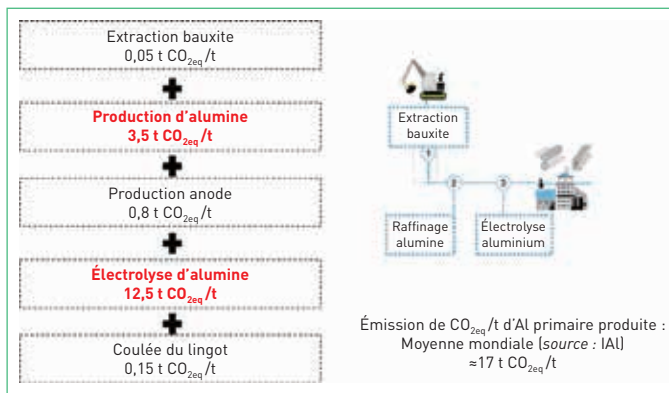 Extraction bauxite
0,05 t CO₂eq/t
+
Production d’alumine
3,5 t CO₂eq/t
+
Production anode
0,8 t CO₂eq/t
+
Électrolyse d’alumine
12,5 t CO₂eq/t
+
Coulée du lingot
0,15 t CO₂eq/t
Extraction
bauxite
1
2
3
Raffinage
alumine
Électrolyse
aluminium
Émission de CO₂eq/t d’Al primaire produite :
Moyenne mondiale (source : IAI)
≈17 t CO₂eq/t